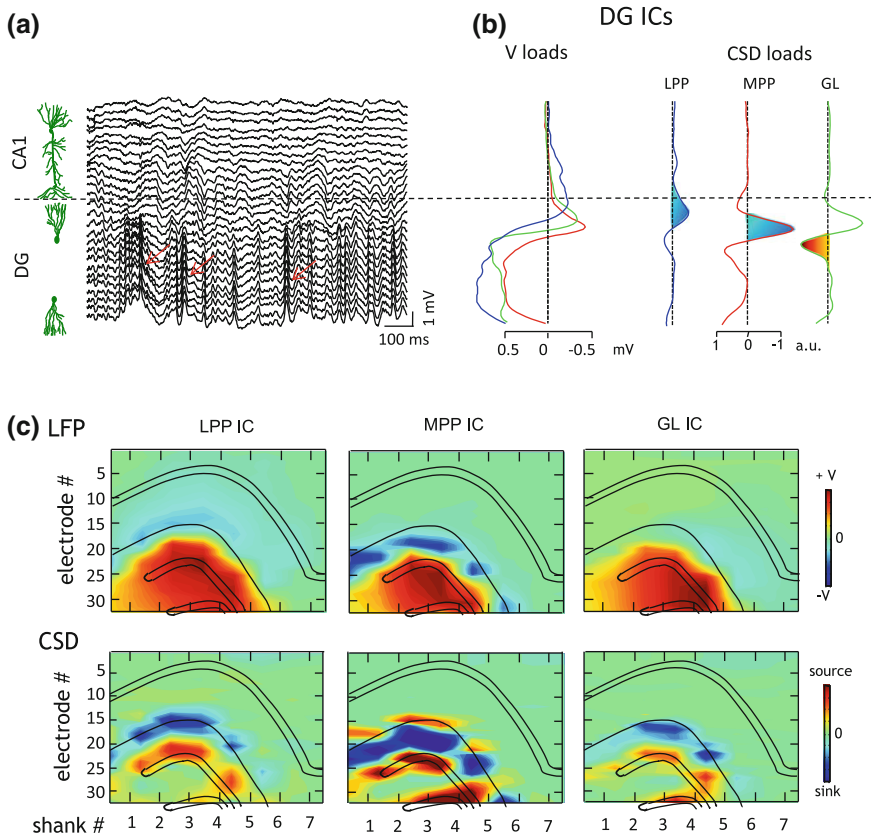 (a)
CA1
DG
1 mV
100 ms
(b)
DG ICs
V loads
CSD loads
LPP
MPP
GL
0.5 0 -0.5
mV
1 0 -1
a.u.
(c)
LFP
LPP IC
MPP IC
GL IC
electrode #
5
10
15
20
25
30
+ V
0
-V
CSD
electrode #
5
10
15
20
25
30
source
0
sink
shank #
1 2 3 4 5 6 7
1 2 3 4 5 6 7
1 2 3 4 5 6 7